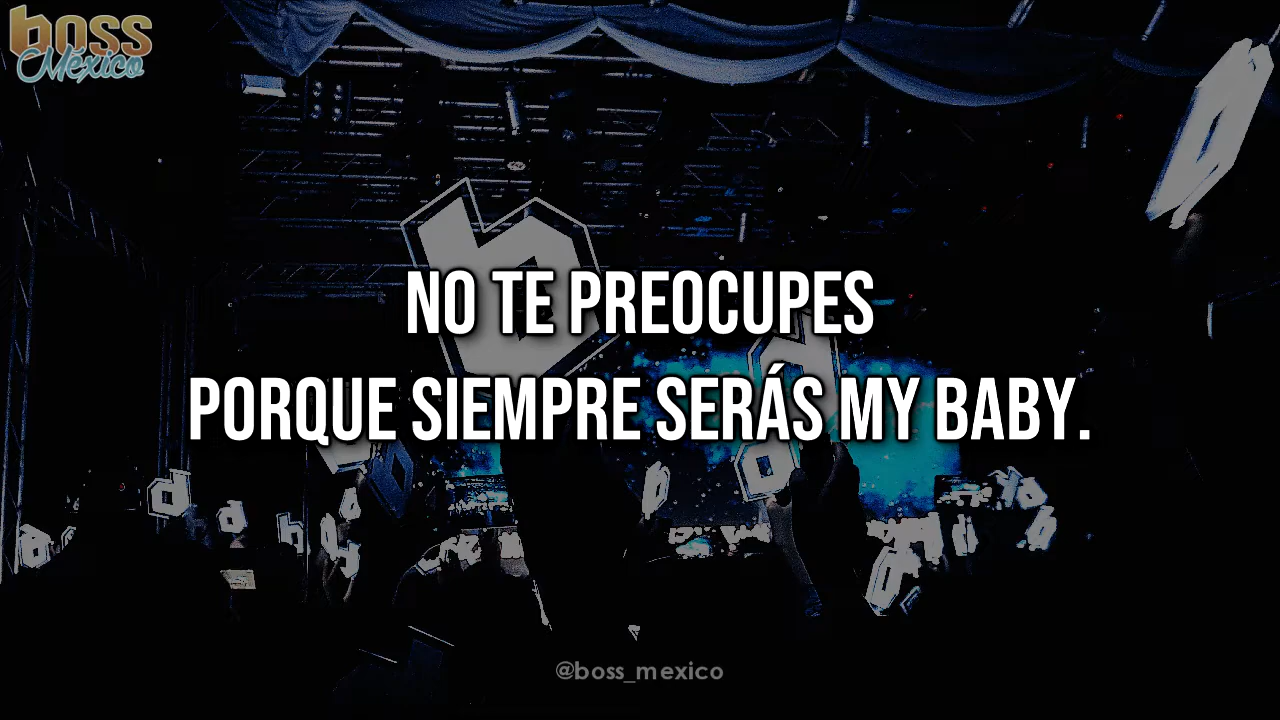 boss
México
b
NO TE PREOCUPES
PORQUE SIEMPRE SERÁS MY BABY.
@boss_mexico